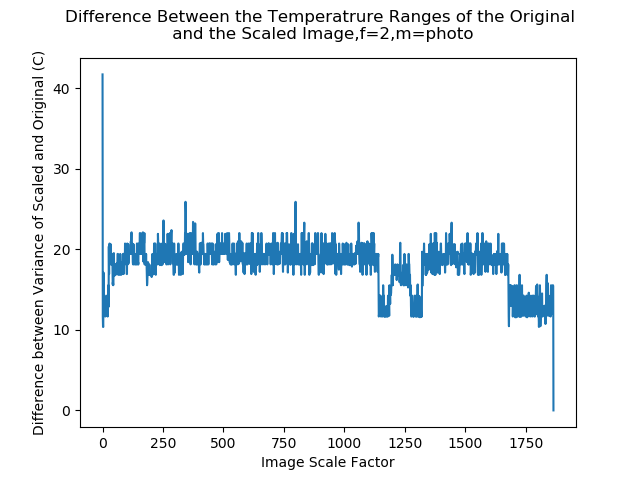 Difference Between the Temperatrure Ranges of the Original
and the Scaled Image,f=2,m=photo
Difference between Variance of Scaled and Original (C)
40
30
20
10
0
0 250 500 750 1000 1250 1500 1750
Image Scale Factor